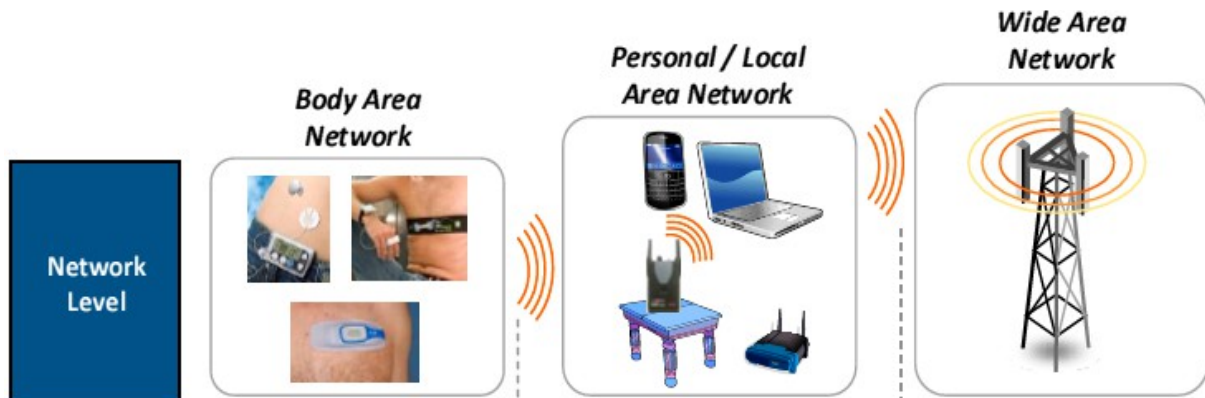 Network
Level
Body Area
Network
Personal / Local
Area Network
Wide Area
Network